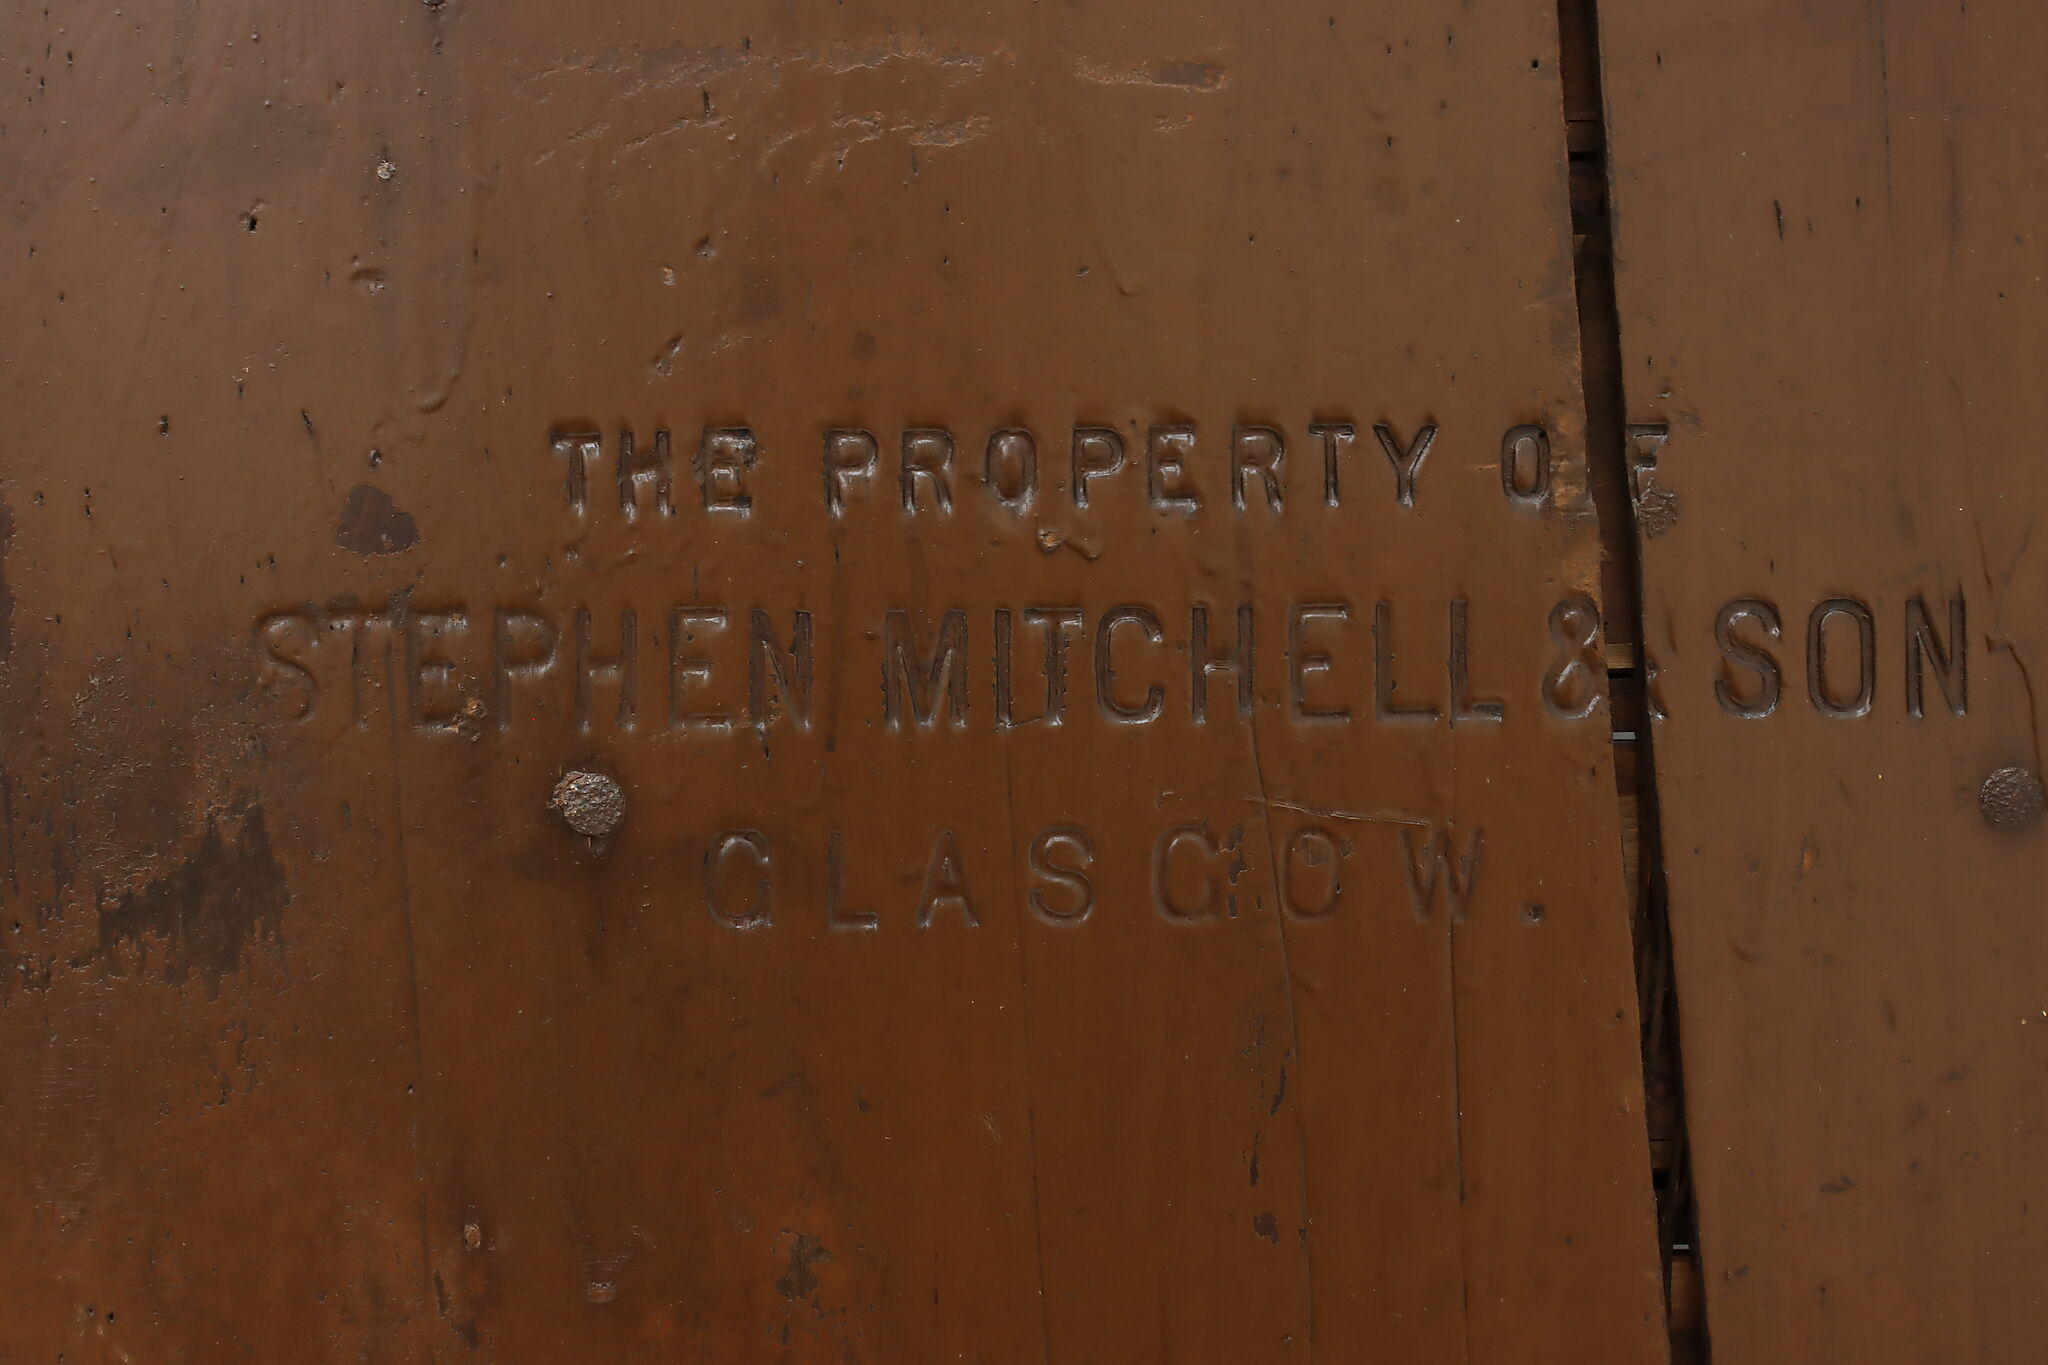 THE PROPERTY OF
STEPHEN MITCHELL & SON
GLASGOW.